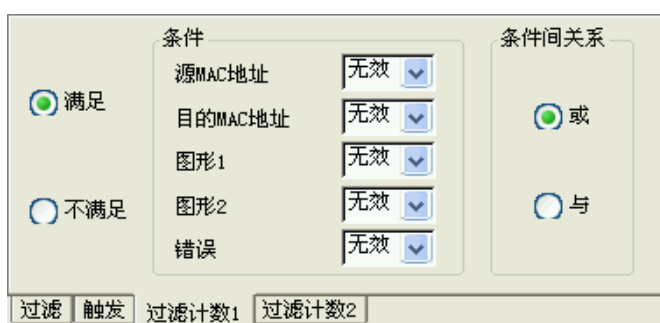 条件
条件间关系
满足
不满足
源MAC地址 无效
目的MAC地址 无效
图形1 无效
图形2 无效
错误 无效
或
与
过滤 触发 过滤计数1 过滤计数2